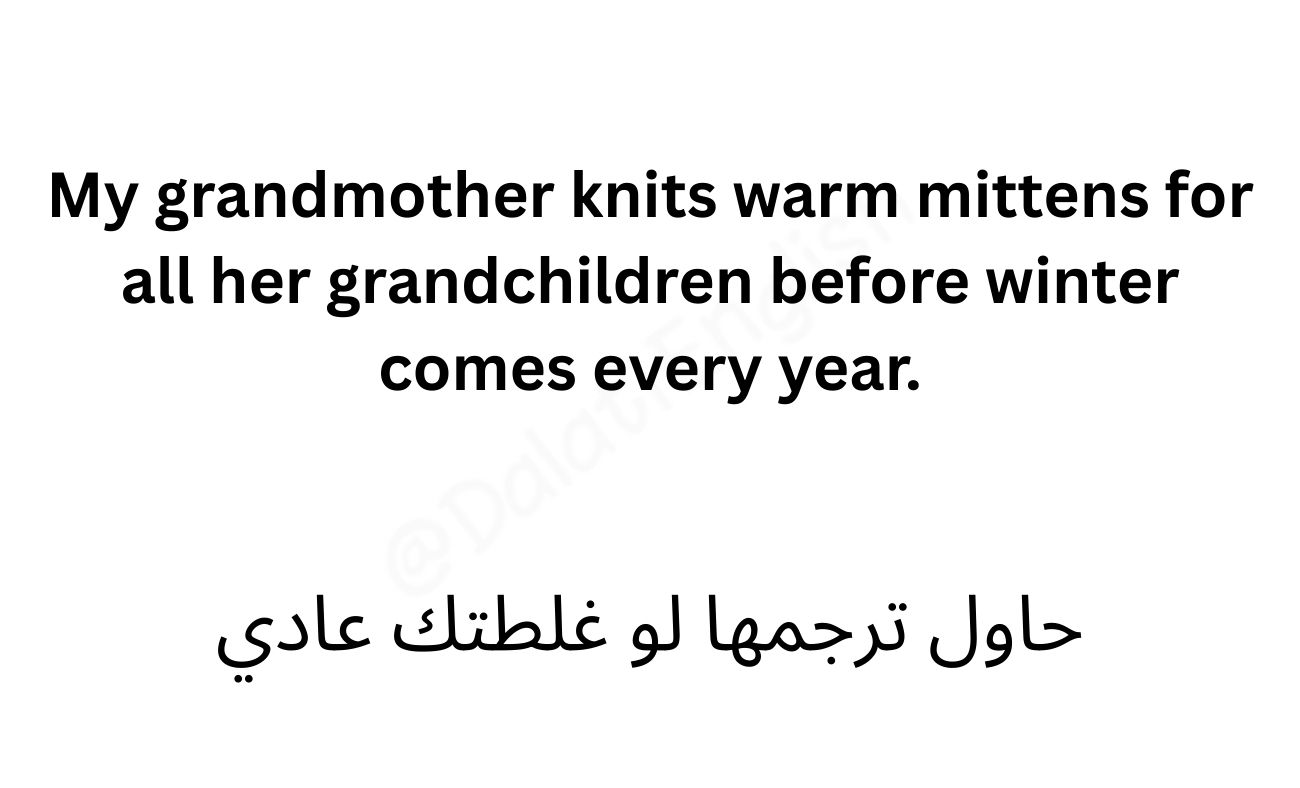 My grandmother knits warm mittens for
all her grandchildren before winter
comes every year.
@DalatEnglish
حاول ترجمها لو غلطتك عادي